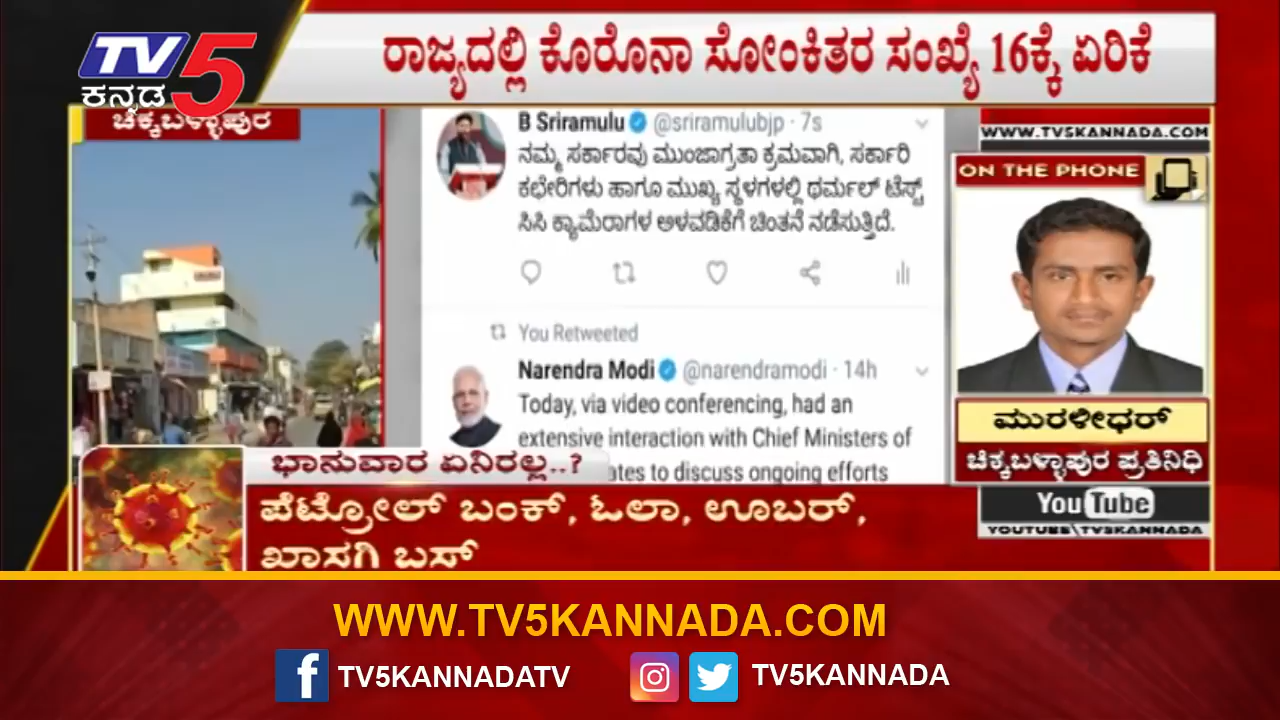 TV5
ಕನ್ನಡ
ರಾಜ್ಯದಲ್ಲಿ ಕೊರೊನಾ ಸೋಂಕಿತರ ಸಂಖ್ಯೆ 16ಕ್ಕೆ ಏರಿಕೆ
ಚಿಕ್ಕಬಳ್ಳಾಪುರ
B Sriramulu @sriramulubjp · 7s
ನಮ್ಮ ಸರ್ಕಾರವು ಮುಂಜಾಗ್ರತಾ ಕ್ರಮವಾಗಿ, ಸರ್ಕಾರಿ
ಕಛೇರಿಗಳು ಹಾಗೂ ಮುಖ್ಯ ಸ್ಥಳಗಳಲ್ಲಿ ಥರ್ಮಲ್ ಟೆಸ್ಟ್
ಸಿಸಿ ಕ್ಯಾಮೆರಾಗಳ ಅಳವಡಿಕೆಗೆ ಚಿಂತನೆ ನಡೆಸುತ್ತಿದೆ.
You Retweeted
Narendra Modi @narendramodi · 14h
Today, via video conferencing, had an
extensive interaction with Chief Ministers of
ates to discuss ongoing efforts
WWW.TV5KANNADA.COM
ON THE PHONE
ಮುರಳೀಧರ್
ಚಿಕ್ಕಬಳ್ಳಾಪುರ ಪ್ರತಿನಿಧಿ
YouTube
YOUTUBE\TV5KANNADA
ಭಾನುವಾರ ಏನಿರಲ್ಲ..?
ಪೆಟ್ರೋಲ್ ಬಂಕ್, ಓಲಾ, ಊಬರ್,
ಖಾಸಗಿ ಬಸ್
WWW.TV5KANNADA.COM
f TV5KANNADATV
TV5KANNADA